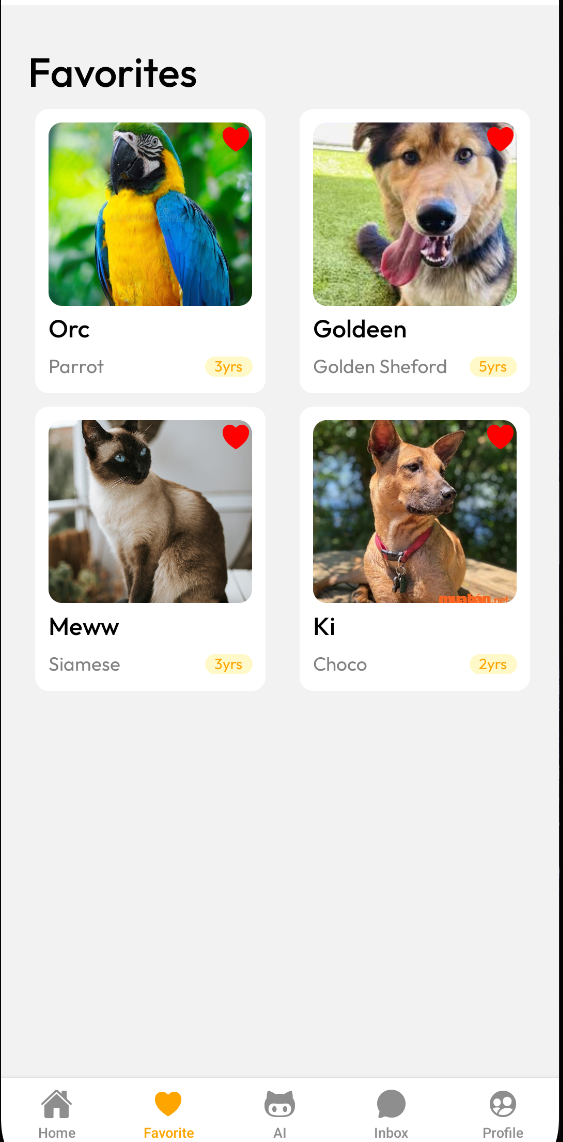 Favorites
Orc
Parrot
3yrs
Goldeen
Golden Sheford
5yrs
Meww
Siamese
3yrs
Ki
Choco
2yrs
Home
Favorite
AI
Inbox
Profile